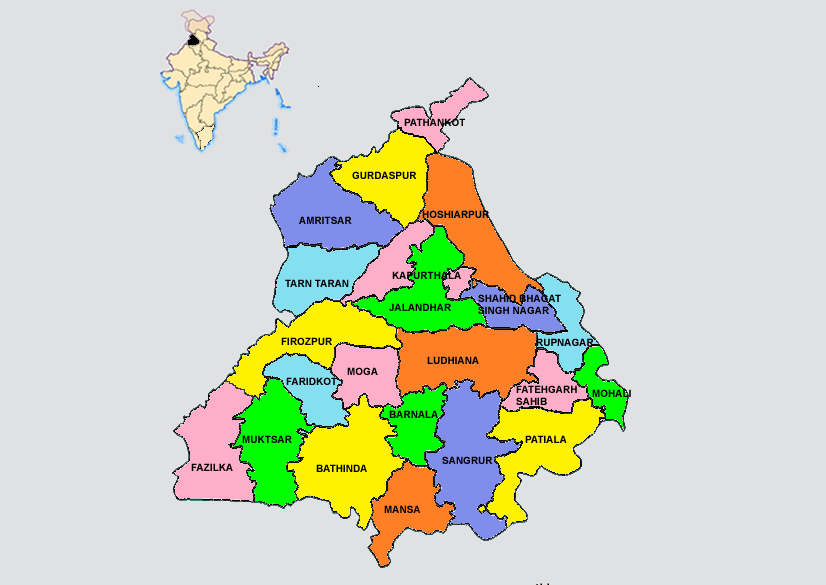 PATHANKOT
GURDASPUR
HOSHIARPUR
AMRITSAR
KAPURTHALA
TARN TARAN
SHAHID BHAGAT
SINGH NAGAR
JALANDHAR
FIROZPUR
RUPNAGAR
LUDHIANA
MOGA
FARIDKOT
FATEHGARH
SAHIB
MOHALI
BARNALA
MUKTSAR
PATIALA
SANGRUR
FAZILKA
BATHINDA
MANSA